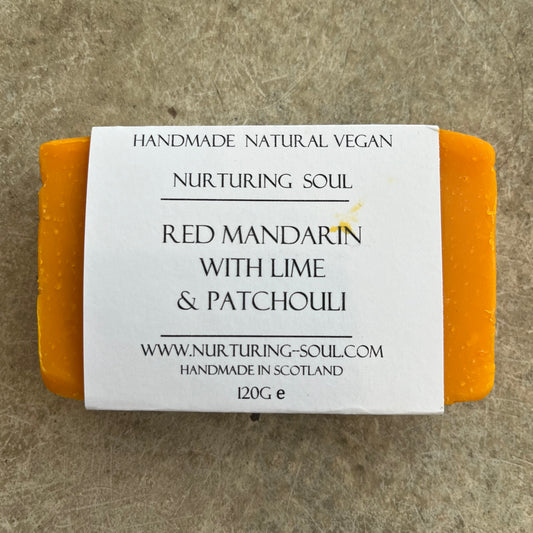 HANDMADE NATURAL VEGAN
NURTURING SOUL
RED MANDARIN
WITH LIME
& PATCHOULI
WWW.NURTURING-SOUL.COM
HANDMADE IN SCOTLAND
120G e